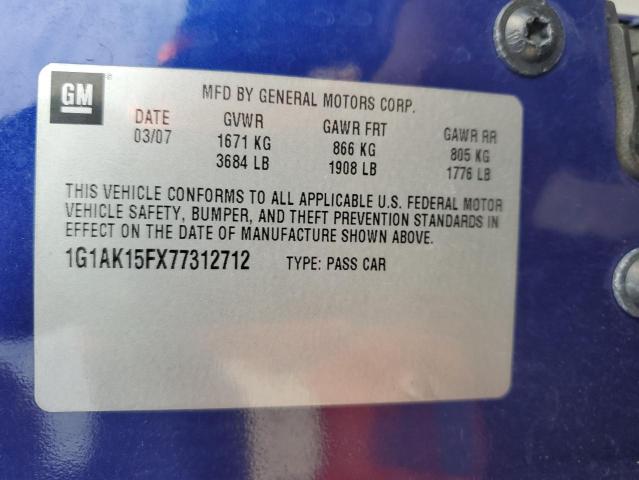 GM
MFD BY GENERAL MOTORS CORP.
DATE GVWR GAWR FRT GAWR RR
03/07 1671 KG 866 KG 805 KG
3684 LB 1908 LB 1776 LB
THIS VEHICLE CONFORMS TO ALL APPLICABLE U.S. FEDERAL MOTOR
VEHICLE SAFETY, BUMPER, AND THEFT PREVENTION STANDARDS IN
EFFECT ON THE DATE OF MANUFACTURE SHOWN ABOVE.
1G1AK15FX77312712 TYPE: PASS CAR